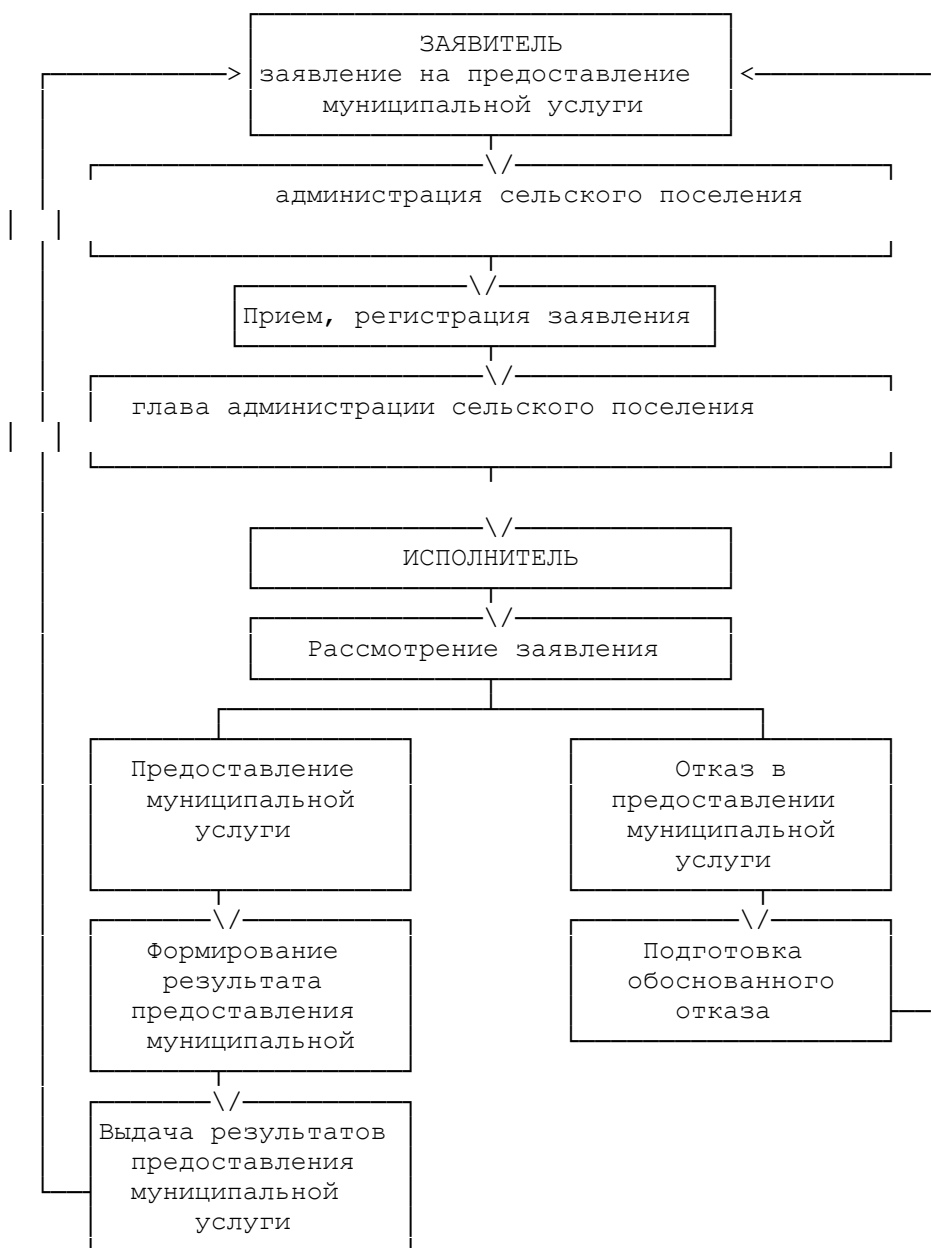 ЗАЯВИТЕЛЬ
заявление на предоставление
муниципальной услуги
администрация сельского поселения
Прием, регистрация заявления
глава администрации сельского поселения
ИСПОЛНИТЕЛЬ
Рассмотрение заявления
Предоставление
муниципальной
услуги
Отказ в
предоставлении
муниципальной
услуги
Формирование
результата
предоставления
муниципальной
Подготовка
обоснованного
отказа
Выдача результатов
предоставления
муниципальной
услуги